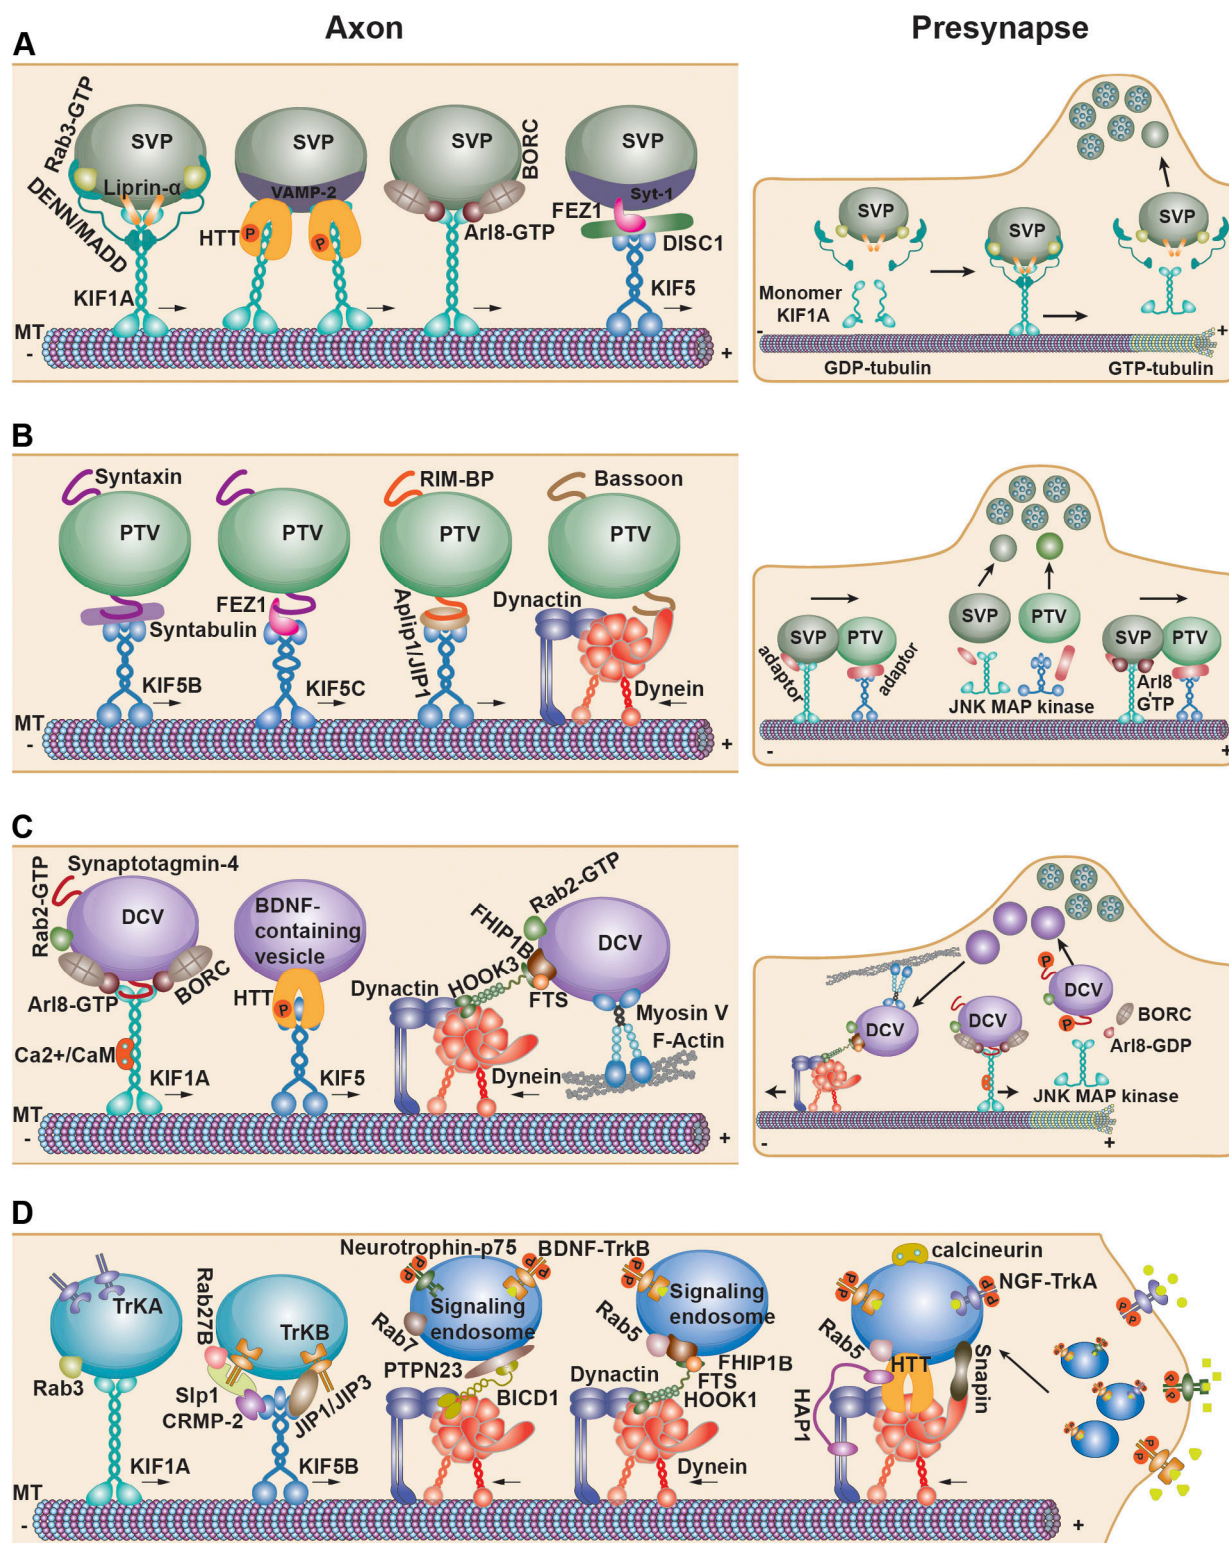 Axon
Presynapse
A
Rab3-GTP
SVP
Liprin-α
DENN/MADD
KIF1A
SVP
VAMP-2
HTT
P
P
SVP
BORC
Arl8-GTP
SVP
Syt-1
FEZ1
DISC1
KIF5
MT
-
+
SVP
Monomer
KIF1A
SVP
SVP
-
+
GDP-tubulin
GTP-tubulin
B
Syntaxin
PTV
Syntabulin
KIF5B
PTV
FEZ1
KIF5C
RIM-BP
PTV
Aplip1/JIP1
Bassoon
PTV
Dynactin
Dynein
MT
-
+
SVP
PTV
adaptor
adaptor
SVP
PTV
JNK MAP kinase
SVP
PTV
Arl8
GTP
-
+
C
Synaptotagmin-4
Rab2-GTP
DCV
Arl8-GTP
BORC
Ca2+/CaM
KIF1A
BDNF-
containing
vesicle
HTT
P
KIF5
Rab2-GTP
FHIP1B
HOOK3
DCV
FTS
Dynactin
Dynein
Myosin V
F-Actin
MT
-
+
DCV
DCV
P
DCV
P
BORC
Arl8-GDP
JNK MAP kinase
-
+
D
TrKA
Rab3
KIF1A
Rab27B
TrKB
Slp1
CRMP-2
JIP1/JIP3
KIF5B
Neurotrophin-p75
P
P
BDNF-TrkB
P
P
Signaling
endosome
Rab7
PTPN23
BICD1
P
P
Signaling
endosome
Rab5
Dynactin
FHIP1B
FTS
HOOK1
Dynein
calcineurin
P
P
NGF-TrkA
P
P
Rab5
HTT
Snapin
HAP1
P
P
P
P
P
P
MT
-
+